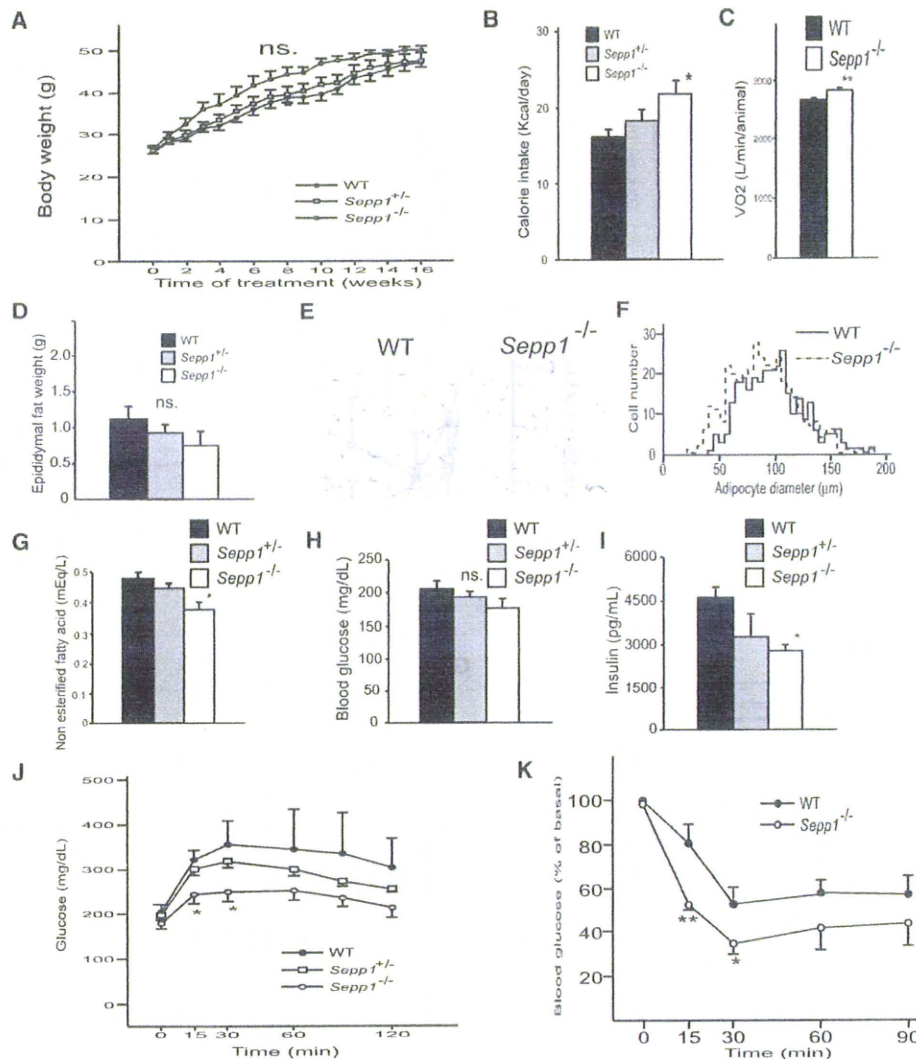 A
Body weight (g)
50
40
30
20
10
0
ns.
WT
Sepp1+/-
Sepp1-/-
0 2 4 6 8 10 12 14 16
Time of treatment (weeks)
B
Calorie intake (Kcal/day)
30
20
10
0
WT
Sepp1+/-
Sepp1-/-
*
C
WT
Sepp1-/-
**
VO2 (L/min/animal)
2000
1000
0
D
Epididymal fat weight (g)
2.0
1.5
1.0
0.5
0
WT
Sepp1+/-
Sepp1-/-
ns.
E
WT Sepp1-/-
F
Cell number
30
20
10
0
WT
Sepp1-/-
0 50 100 150 200
Adipocyte diameter (μm)
G
WT
Sepp1+/-
Sepp1-/-
Non esterified fatty acid (mEq/L)
0.5
0.4
0.3
0.2
0.1
0
*
H
WT
Sepp1+/-
Sepp1-/-
Blood glucose (mg/dL)
250
200
150
100
50
0
ns.
I
WT
Sepp1+/-
Sepp1-/-
Insulin (pg/mL)
6000
4500
3000
1500
0
*
J
Glucose (mg/dL)
500
400
300
200
100
0
* *
WT
Sepp1+/-
Sepp1-/-
0 15 30 60 120
Time (min)
K
Blood glucose (% of basal)
100
80
60
40
20
WT
Sepp1-/-
**
*
0 15 30 60 90
Time (min)